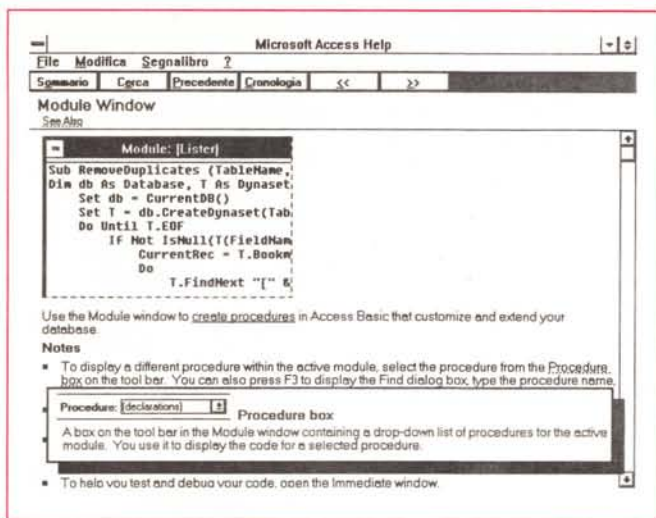 Microsoft Access Help
File Modifica Segnalibro ?
Sommario Cerca Precedente Cronologia << >>
Module Window
See Also
Module: [Lister]
Sub RemoveDuplicates (TableName,
Dim db As Database, T As Dynaset
Set db = CurrentDB()
Set T = db.CreateDynaset(Tab
Do Until T.EOF
If Not IsNull(T(FieldNam
CurrentRec = T.Bookm
Do
T.FindNext "[" &
Use the Module window to create procedures in Access Basic that customize and extend your
database.
Notes
To display a different procedure within the active module, select the procedure from the Procedure
box on the tool bar. You can also press F3 to display the Find dialog box, type the procedure name,
Procedure: [declarations]
Procedure box
A box on the tool bar in the Module window containing a drop-down list of procedures for the active
module. You use it to display the code for a selected procedure.
To help you test and debug your code, open the Immediate window.